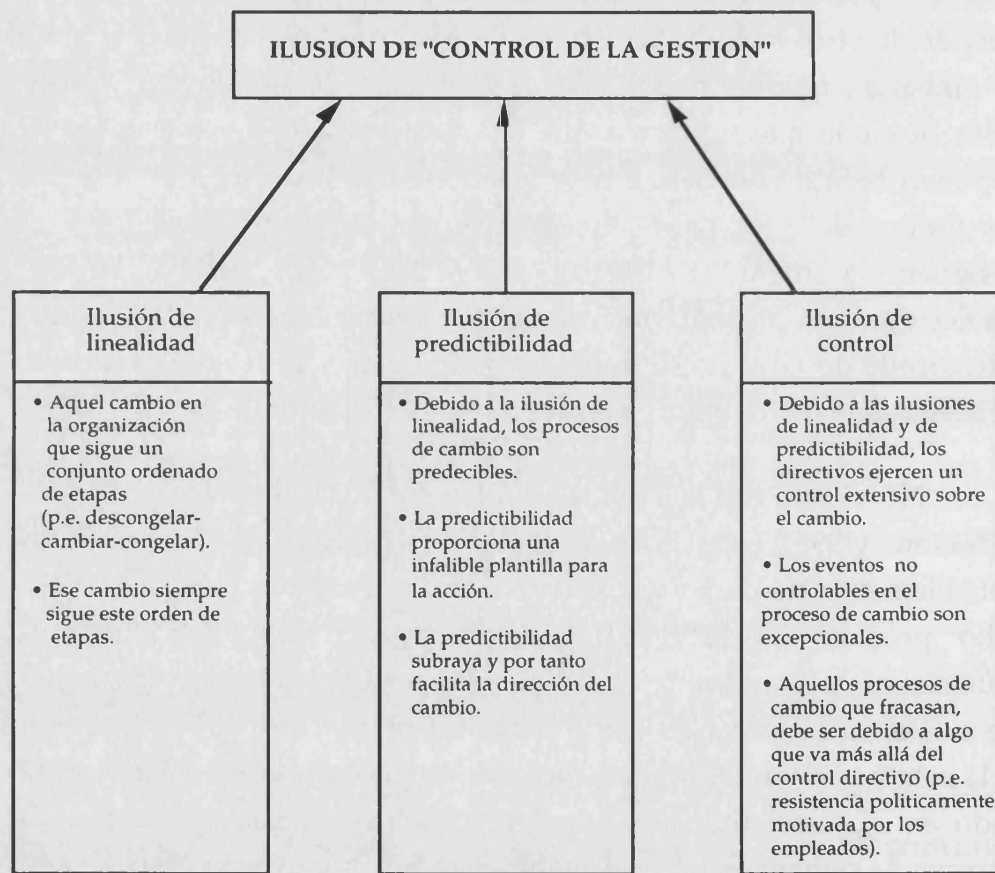 ILUSION DE "CONTROL DE LA GESTION"
Ilusión de
linealidad
• Aquel cambio en
la organización
que sigue un
conjunto ordenado
de etapas
(p.e. descongelar-
cambiar-congelar).
• Ese cambio siempre
sigue este orden de
etapas.
Ilusión de
predictibilidad
• Debido a la ilusión de
linealidad, los procesos
de cambio son
predecibles.
• La predictibilidad
proporciona una
infalible plantilla para
la acción.
• La predictibilidad
subraya y por tanto
facilita la dirección del
cambio.
Ilusión de
control
• Debido a las ilusiones
de linealidad y de
predictibilidad, los
directivos ejercen un
control extensivo sobre
el cambio.
• Los eventos no
controlables en el
proceso de cambio son
excepcionales.
• Aquellos procesos de
cambio que fracasan,
debe ser debido a algo
que va más allá del
control directivo (p.e.
resistencia politicamente
motivada por los
empleados).